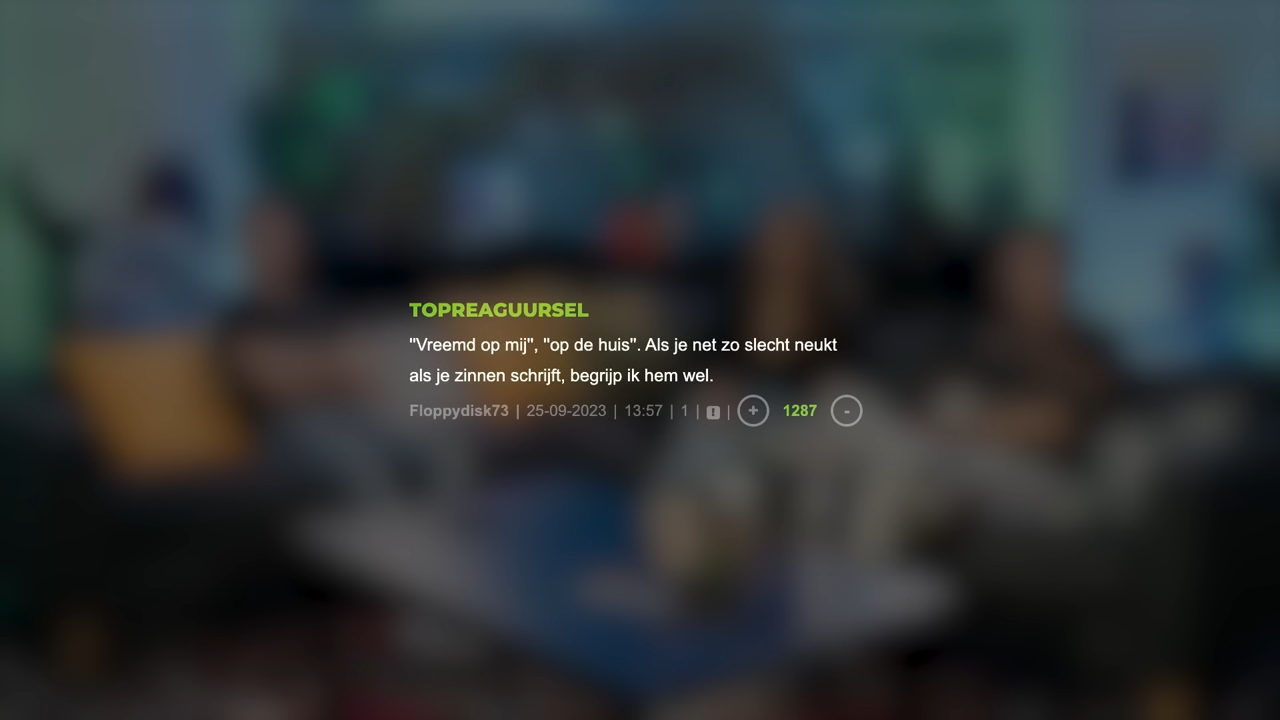 TOPREAGUURSEL
"Vreemd op mij", "op de huis". Als je net zo slecht neukt
als je zinnen schrijft, begrijp ik hem wel.
Floppydisk73 | 25-09-2023 | 13:57 | 1 | ! | + 1287 -